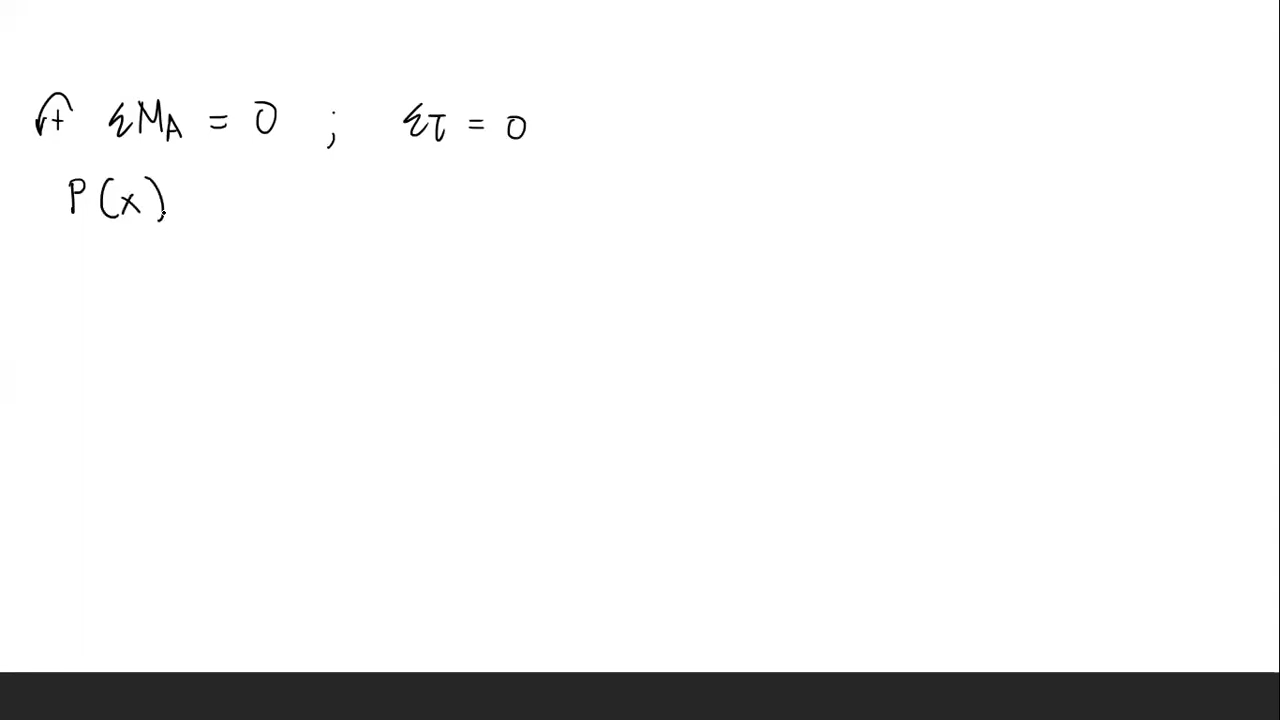 ↶+ ΣM_A = 0 ; Στ = 0
P(x)